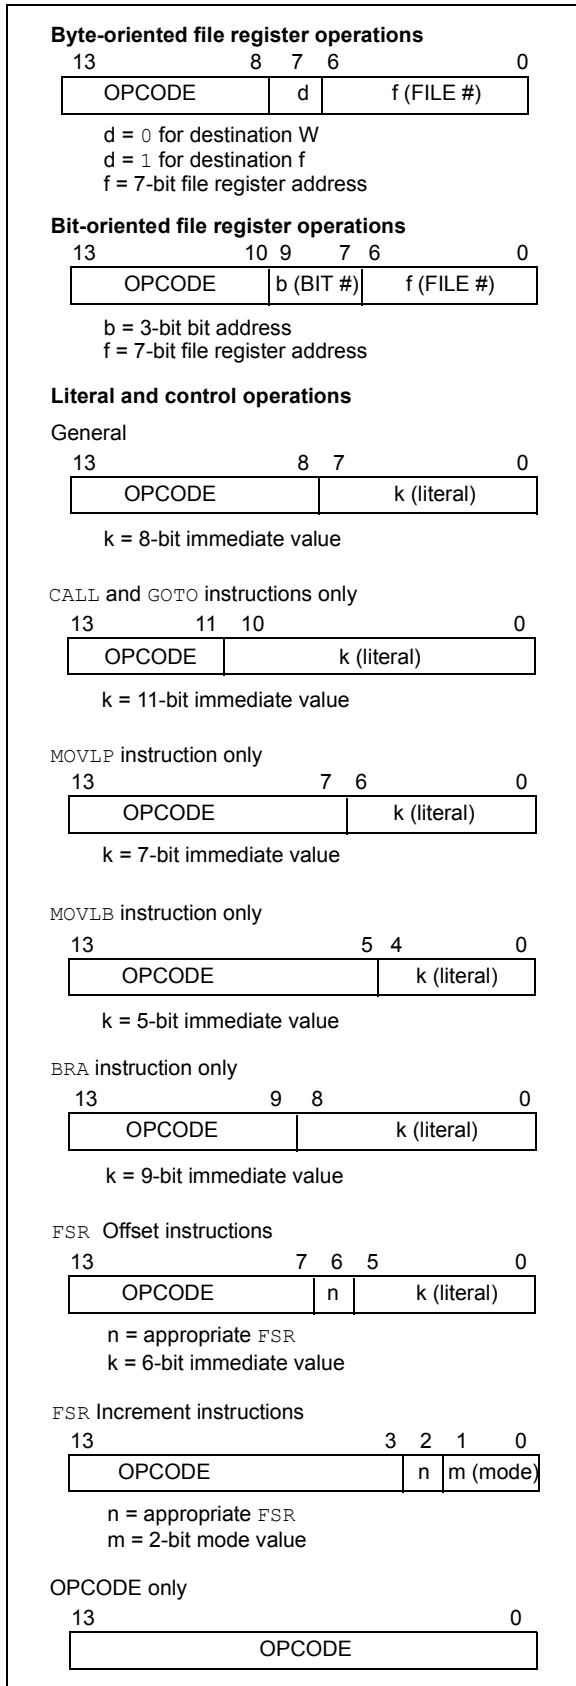 Byte-oriented file register operations
13 8 7 6 0
OPCODE d f (FILE #)
d = 0 for destination W
d = 1 for destination f
f = 7-bit file register address
Bit-oriented file register operations
13 10 9 7 6 0
OPCODE b (BIT #) f (FILE #)
b = 3-bit bit address
f = 7-bit file register address
Literal and control operations
General
13 8 7 0
OPCODE k (literal)
k = 8-bit immediate value
CALL and GOTO instructions only
13 11 10 0
OPCODE k (literal)
k = 11-bit immediate value
MOVLP instruction only
13 7 6 0
OPCODE k (literal)
k = 7-bit immediate value
MOVLB instruction only
13 5 4 0
OPCODE k (literal)
k = 5-bit immediate value
BRA instruction only
13 9 8 0
OPCODE k (literal)
k = 9-bit immediate value
FSR Offset instructions
13 7 6 5 0
OPCODE n k (literal)
n = appropriate FSR
k = 6-bit immediate value
FSR Increment instructions
13 3 2 1 0
OPCODE n m (mode)
n = appropriate FSR
m = 2-bit mode value
OPCODE only
13 0
OPCODE